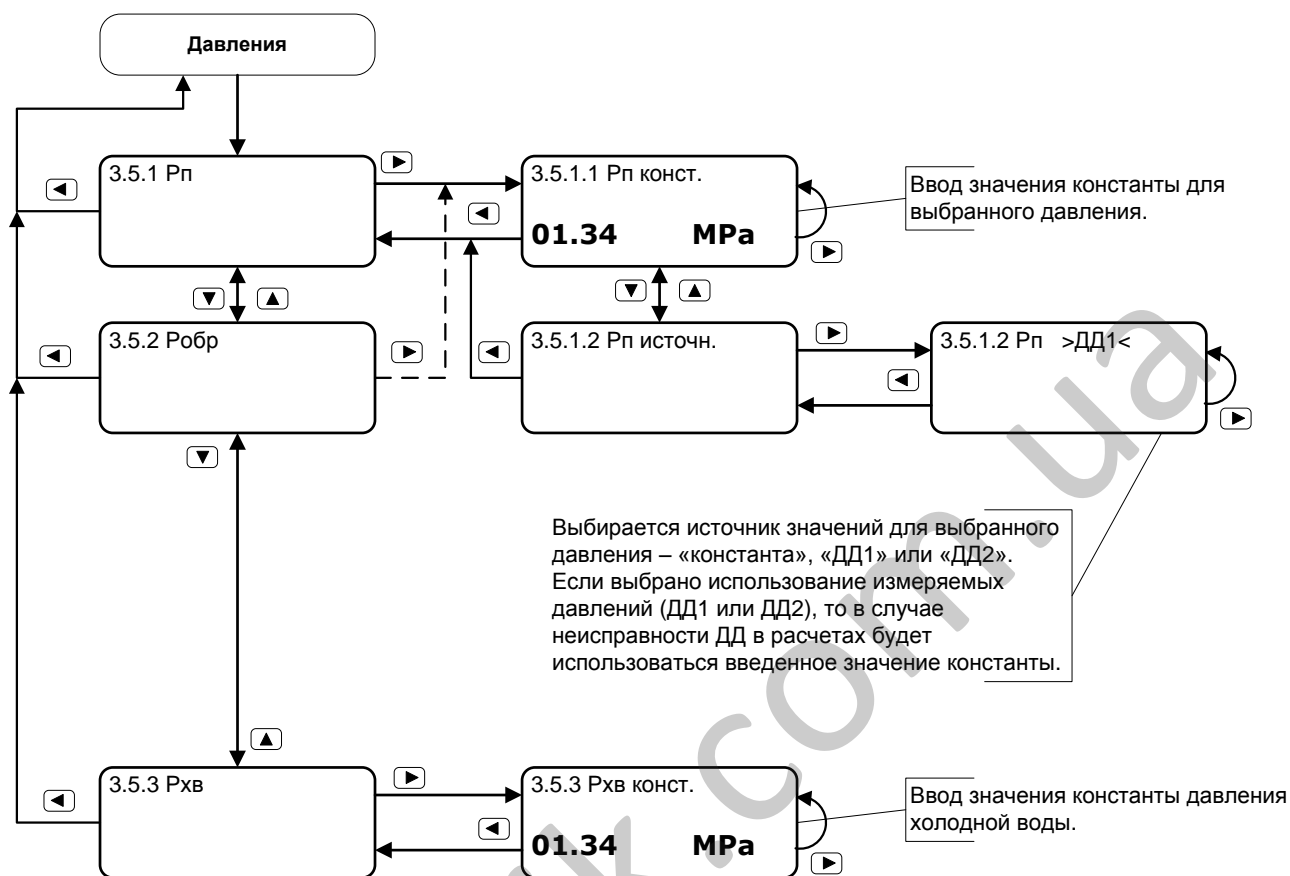 Давления
3.5.1 Рп
3.5.1.1 Рп конст.
01.34 MPa
Ввод значения константы для
выбранного давления.
3.5.2 Робр
3.5.1.2 Рп источн.
3.5.1.2 Рп >ДД1<
Выбирается источник значений для выбранного
давления – «константа», «ДД1» или «ДД2».
Если выбрано использование измеряемых
давлений (ДД1 или ДД2), то в случае
неисправности ДД в расчетах будет
использоваться введенное значение константы.
3.5.3 Рхв
3.5.3 Рхв конст.
01.34 MPa
Ввод значения константы давления
холодной воды.
k.com.ua